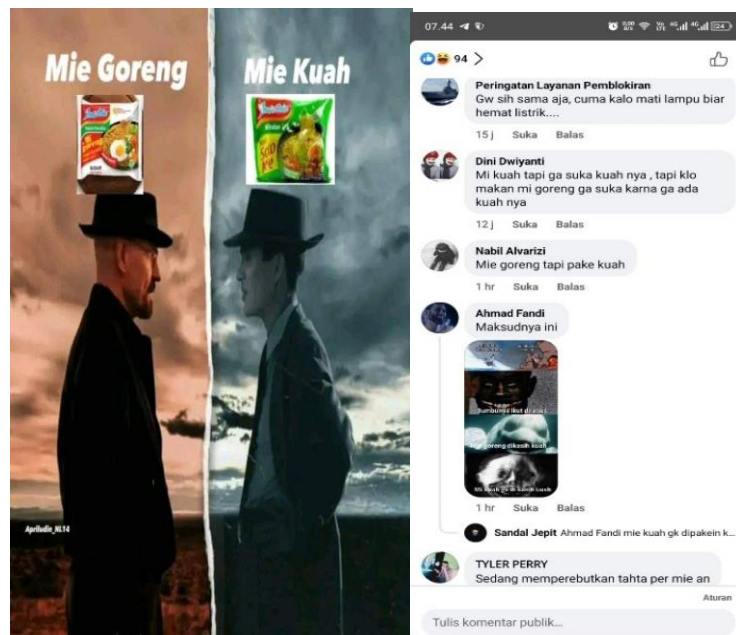 Mie Goreng
Mie Kuah
Indomie
Indomie
Apriludin_NL14
07.44
94
Peringatan Layanan Pemblokiran
Gw sih sama aja, cuma kalo mati lampu biar
hemat listrik....
15 j Suka Balas
Dini Dwiyanti
Mi kuah tapi ga suka kuah nya , tapi klo
makan mi goreng ga suka karna ga ada
kuah nya
12 j Suka Balas
Nabil Alvarizi
Mie goreng tapi pake kuah
1 hr Suka Balas
Ahmad Fandi
Maksudnya ini
1 hr Suka Balas
Sandal Jepit Ahmad Fandi mie kuah gk dipakein k...
TYLER PERRY
Sedang memperebutkan tahta per mie an
Aturan
Tulis komentar publik...